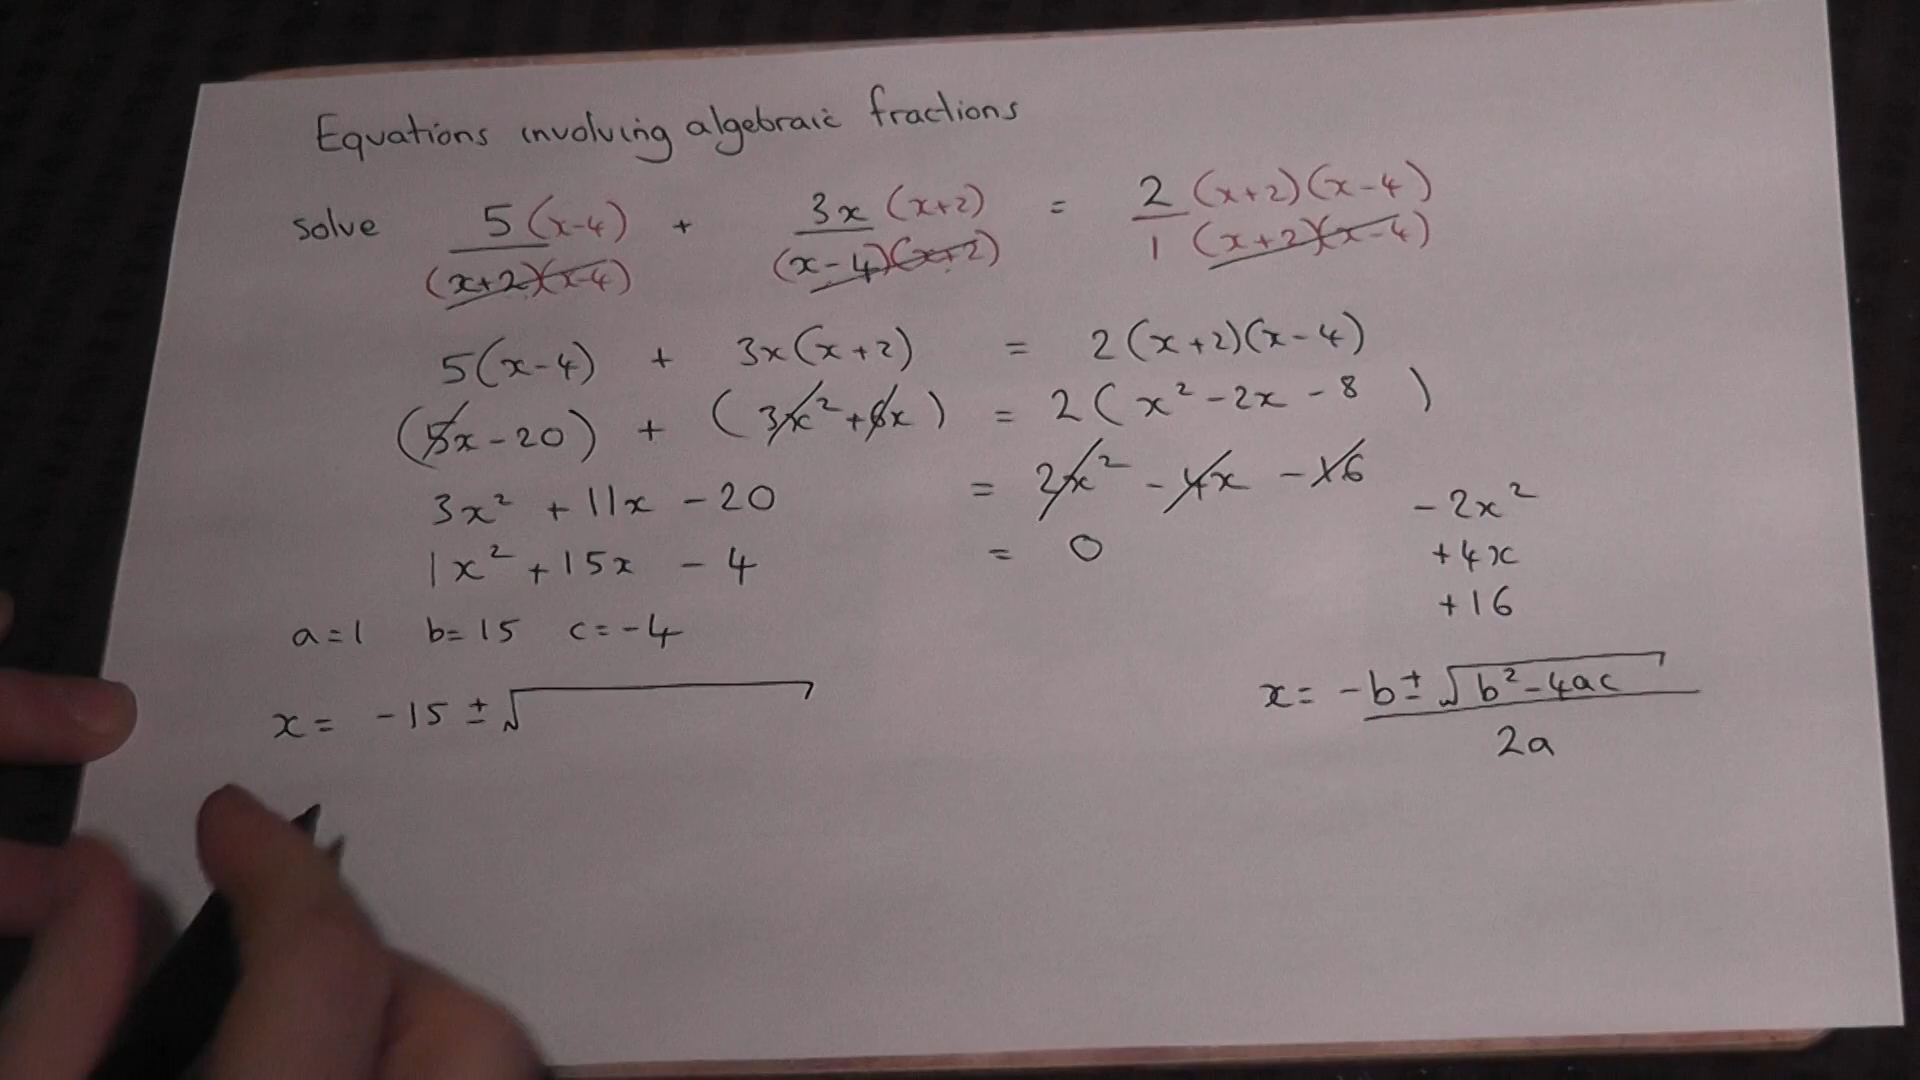 Equations involving algebraic fractions
solve 5(x-4) + 3x(x+2) = 2(x+2)(x-4)
(x+2)(x-4) (x-4)(x+2) 1(x+2)(x-4)
5(x-4) + 3x(x+2) = 2(x+2)(x-4)
(5x-20) + (3x²+6x) = 2(x²-2x-8)
3x² + 11x - 20 = 2x² - 4x - 16
1x² + 15x - 4 = 0
-2x²
+4x
+16
a=1 b=15 c=-4
x = -15 ± √
x = -b ± √b²-4ac
2a